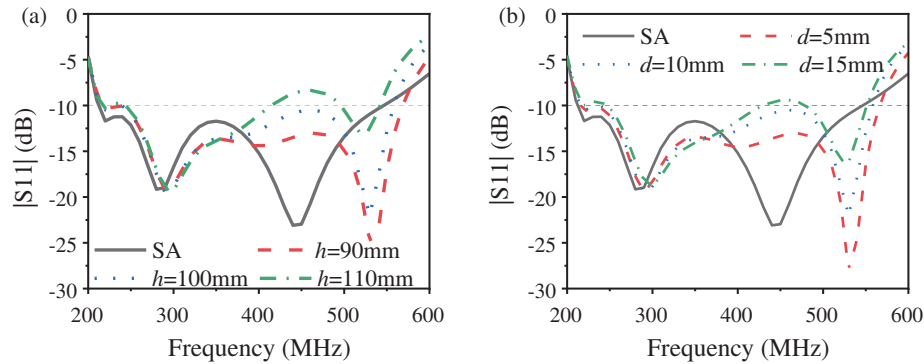 (a)
-5
-10
-15
-20
-25
-30
|S11| (dB)
200
300
400
500
600
Frequency (MHz)
SA
h=90mm
h=100mm
h=110mm
(b)
-5
-10
-15
-20
-25
-30
|S11| (dB)
200
300
400
500
600
Frequency (MHz)
SA
d=5mm
d=10mm
d=15mm